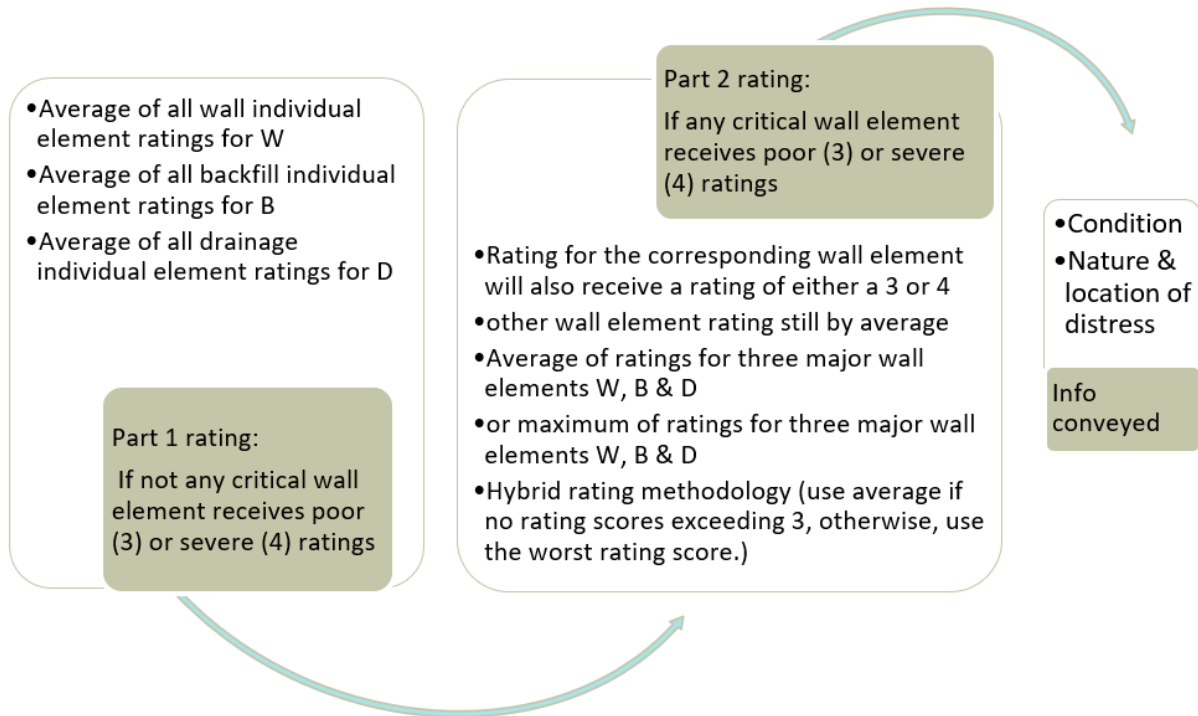 •Average of all wall individual
element ratings for W
•Average of all backfill individual
element ratings for B
•Average of all drainage
individual element ratings for D
Part 1 rating:
If not any critical wall
element receives poor
(3) or severe (4) ratings
Part 2 rating:
If any critical wall element
receives poor (3) or severe
(4) ratings
•Rating for the corresponding wall element
will also receive a rating of either a 3 or 4
•other wall element rating still by average
•Average of ratings for three major wall
elements W, B & D
•or maximum of ratings for three major wall
elements W, B & D
•Hybrid rating methodology (use average if
no rating scores exceeding 3, otherwise, use
the worst rating score.)
•Condition
•Nature &
location of
distress
Info
conveyed